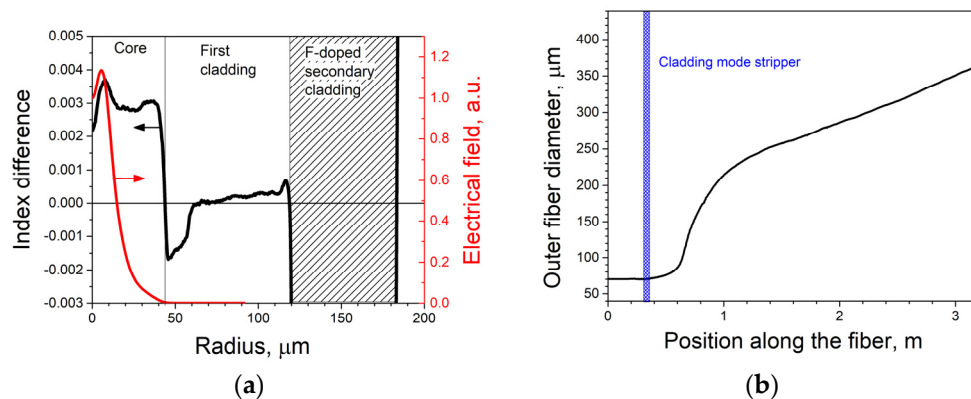 Core
First
cladding
F-doped
secondary
cladding
0.005
0.004
0.003
0.002
0.001
0.000
-0.001
-0.002
-0.003
Index difference
1.2
1.0
0.8
0.6
0.4
0.2
0.0
Electrical field, a.u.
0 50 100 150 200
Radius, μm
(a)
Cladding mode stripper
400
350
300
250
200
150
100
50
Outer fiber diameter, μm
0 1 2 3
Position along the fiber, m
(b)